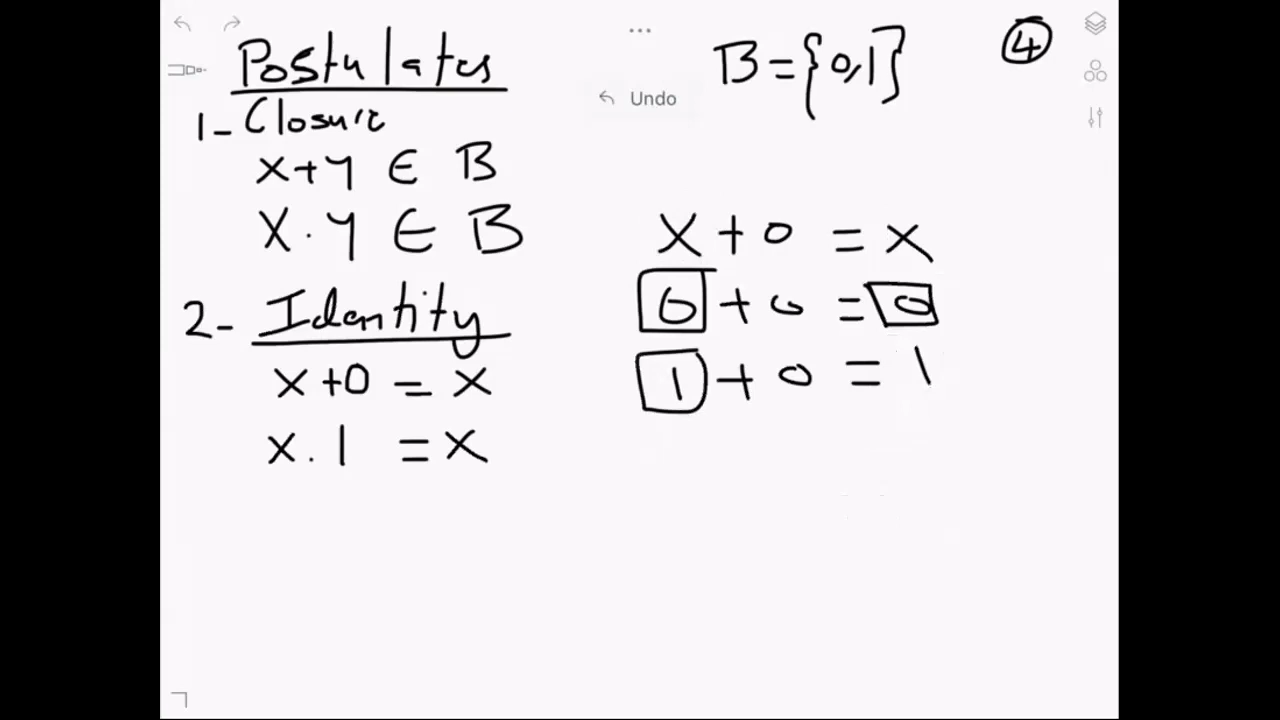 Postulates
1- Closure
x+y ∈ B
x.y ∈ B
2- Identity
x+0 = x
x.1 = x
B={0,1}
4
Undo
x+0 = x
0+0 = 0
1+0 = 1